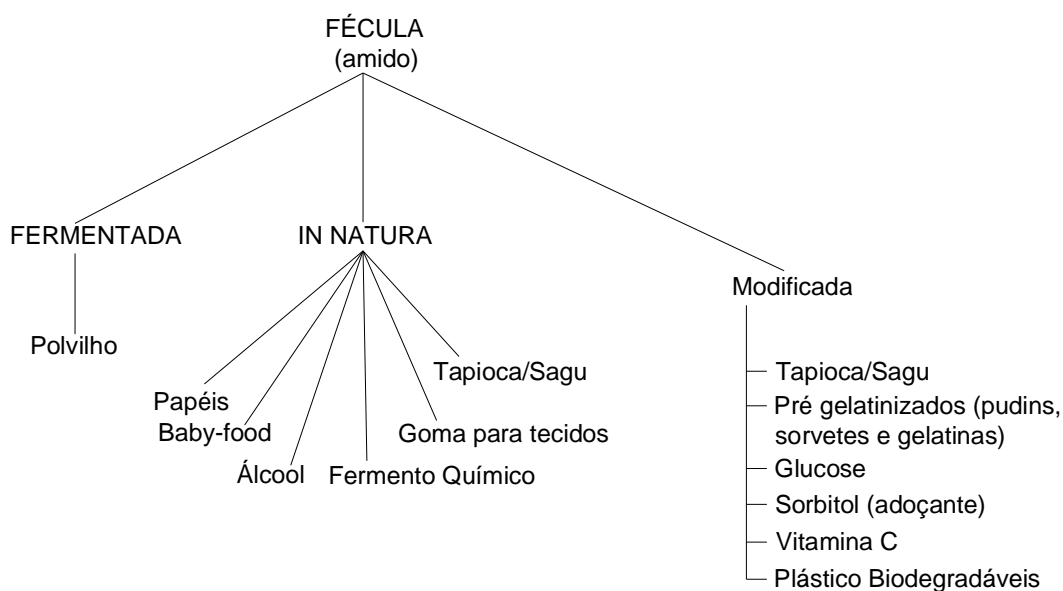 FÉCULA
(amido)
FERMENTADA
IN NATURA
Modificada
Polvilho
Papéis
Baby-food
Álcool
Fermento Químico
Goma para tecidos
Tapioca/Sagu
Tapioca/Sagu
Pré gelatinizados (pudins,
sorvetes e gelatinas)
Glucose
Sorbitol (adoçante)
Vitamina C
Plástico Biodegradáveis